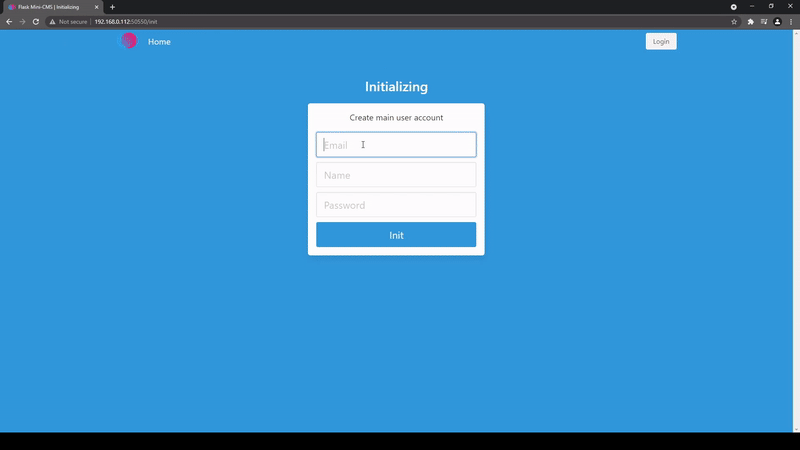 Flask Mini-CMS | Initializing
Not secure
192.168.0.112:50550/init
Home
Login
Initializing
Create main user account
Email
Name
Password
Init